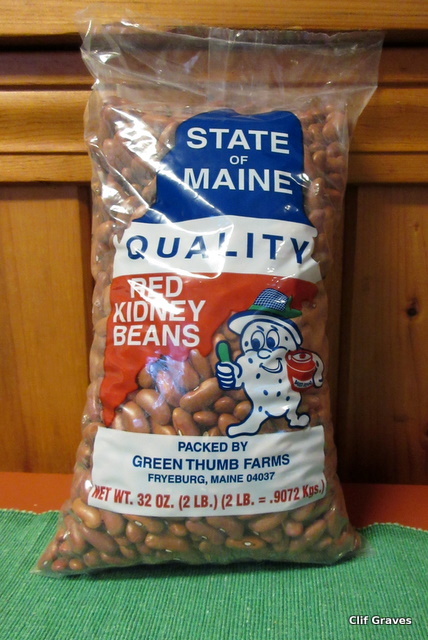 STATE
OF
MAINE
QUALITY
RED
KIDNEY
BEANS
PACKED BY
GREEN THUMB FARMS
FRYEBURG, MAINE 04037
NET WT. 32 OZ. (2 LB.) (2 LB. = .9072 Kgs.)
Clif Graves